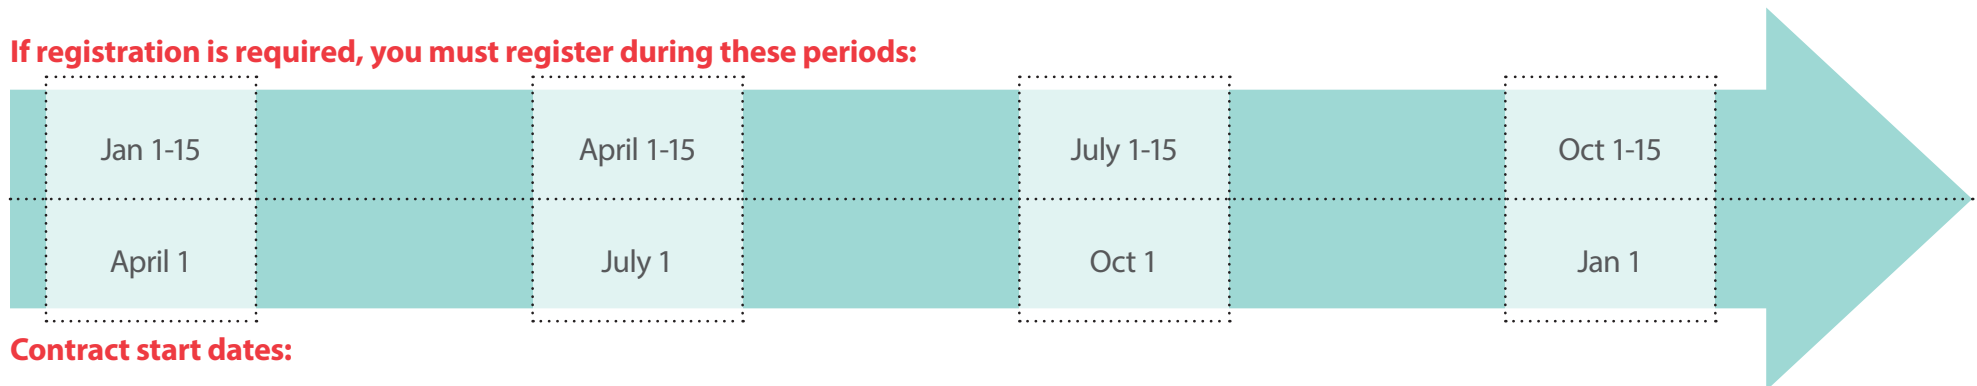 If registration is required, you must register during these periods:
Jan 1-15 April 1-15 July 1-15 Oct 1-15
April 1 July 1 Oct 1 Jan 1
Contract start dates: